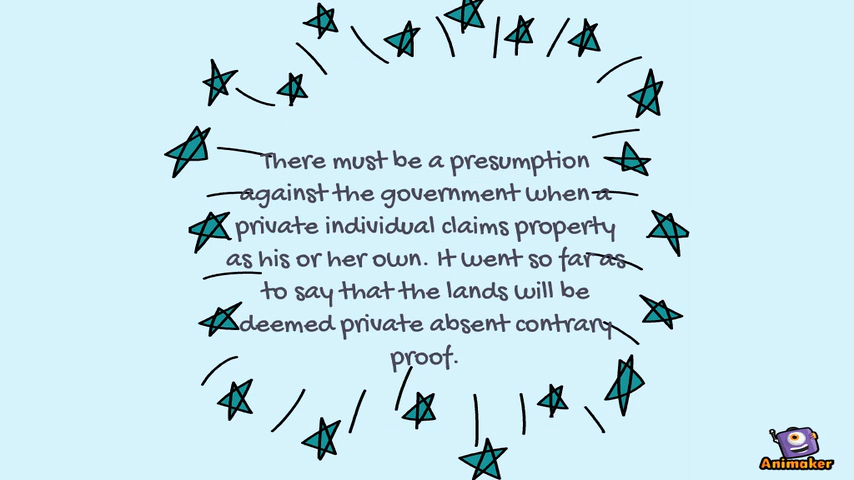 There must be a presumption
against the government when a
private individual claims property
as his or her own. It went so far as
to say that the lands will be
deemed private absent contrary
proof.
Animaker